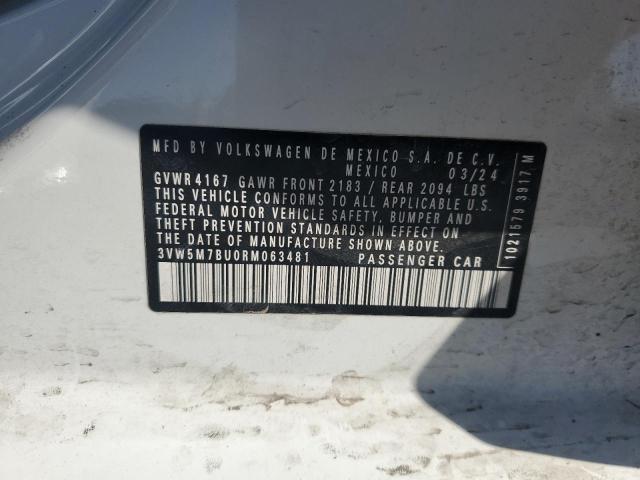 MFD BY VOLKSWAGEN DE MEXICO S.A. DE C.V.
MEXICO 03/24
GVWR 4167 GAWR FRONT 2183 / REAR 2094 LBS
THIS VEHICLE CONFORMS TO ALL APPLICABLE U.S.
FEDERAL MOTOR VEHICLE SAFETY, BUMPER AND
THEFT PREVENTION STANDARDS IN EFFECT ON
THE DATE OF MANUFACTURE SHOWN ABOVE.
3VW5M7BU0RM063481 PASSENGER CAR
1021579 3917 M